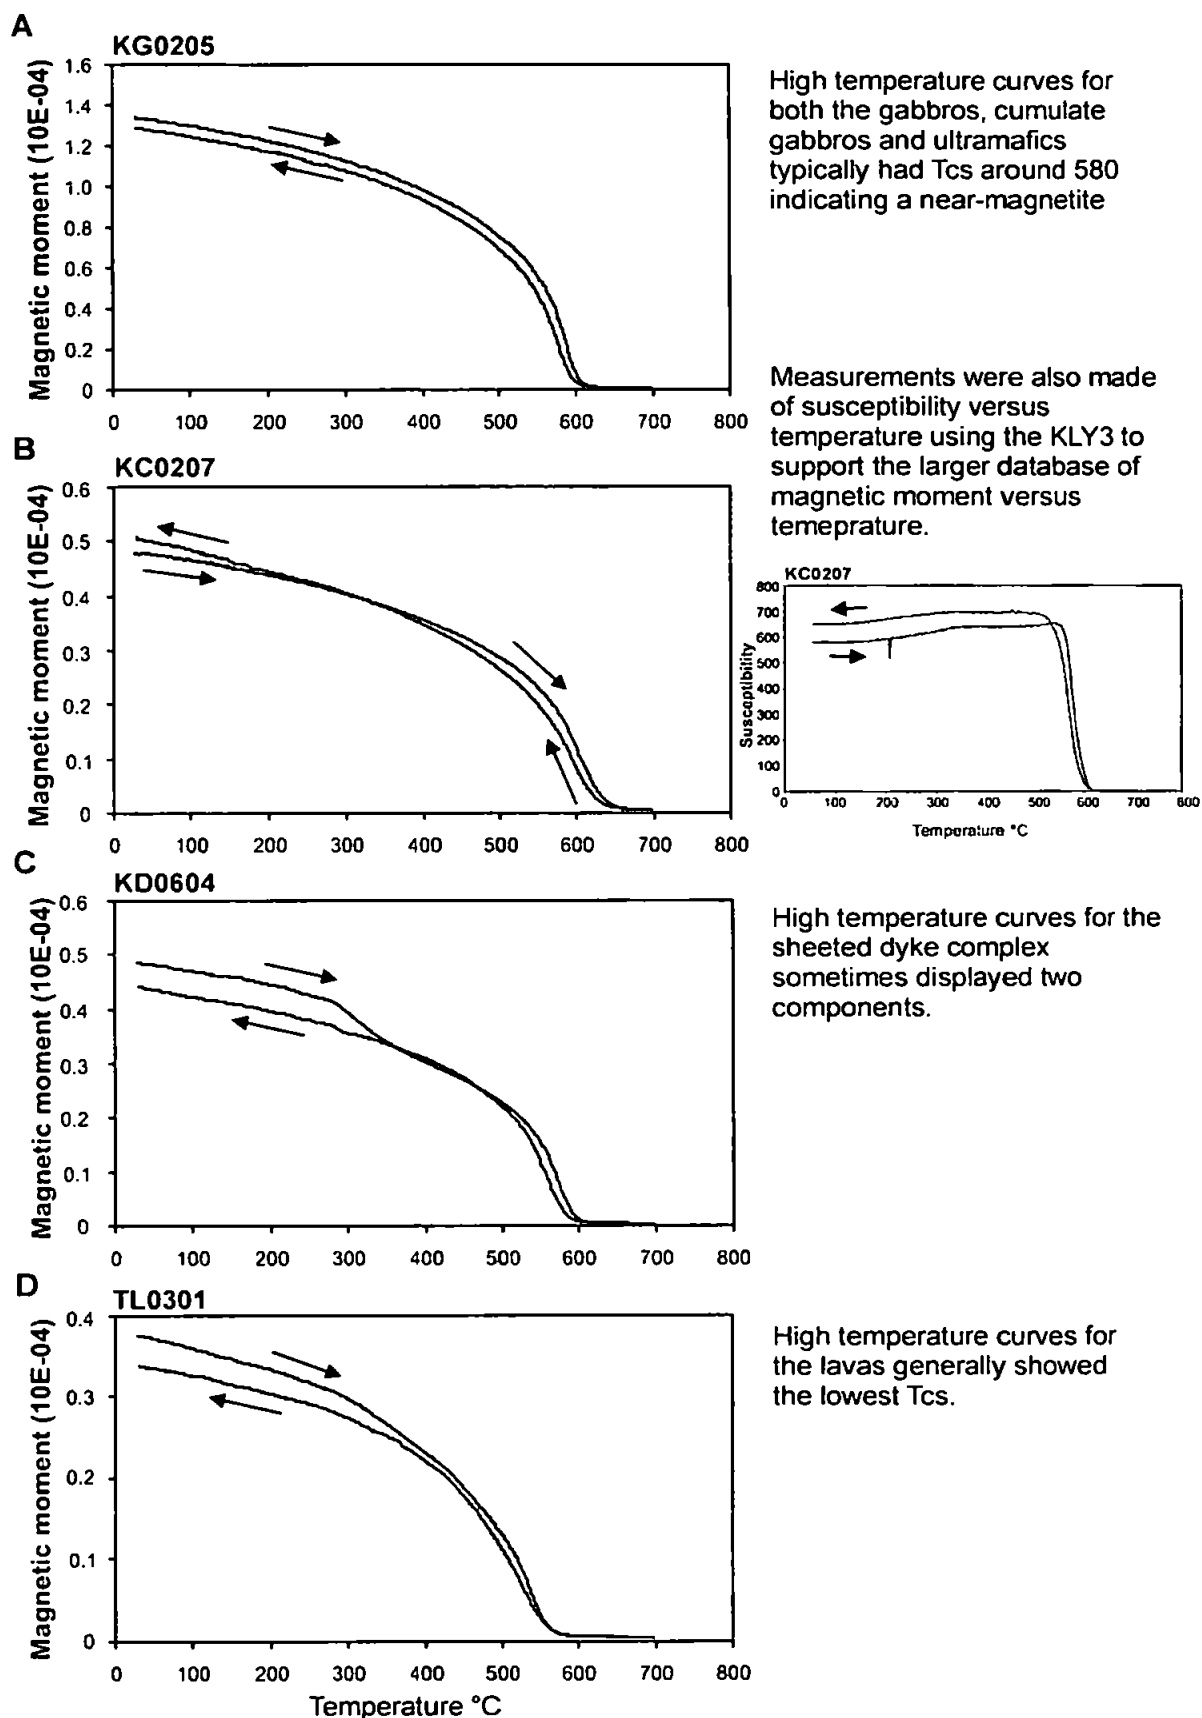 A
KG0205
Magnetic moment (10E-04)
1.6
1.4
1.2
1.0
0.8
0.6
0.4
0.2
0
0 100 200 300 400 500 600 700 800
High temperature curves for
both the gabbros, cumulate
gabbros and ultramafics
typically had Tcs around 580
indicating a near-magnetite
Measurements were also made
of susceptibility versus
temperature using the KLY3 to
support the larger database of
magnetic moment versus
temeprature.
B
KC0207
Magnetic moment (10E-04)
0.6
0.5
0.4
0.3
0.2
0.1
0
0 100 200 300 400 500 600 700 800
KC0207
Susceptibility
800
700
600
500
400
300
200
100
0
0 100 200 300 400 500 600 700 800
Temperature °C
C
KD0604
Magnetic moment (10E-04)
0.6
0.5
0.4
0.3
0.2
0.1
0
0 100 200 300 400 500 600 700 800
High temperature curves for the
sheeted dyke complex
sometimes displayed two
components.
D
TL0301
Magnetic moment (10E-04)
0.4
0.3
0.2
0.1
0
0 100 200 300 400 500 600 700 800
Temperature °C
High temperature curves for
the lavas generally showed
the lowest Tcs.